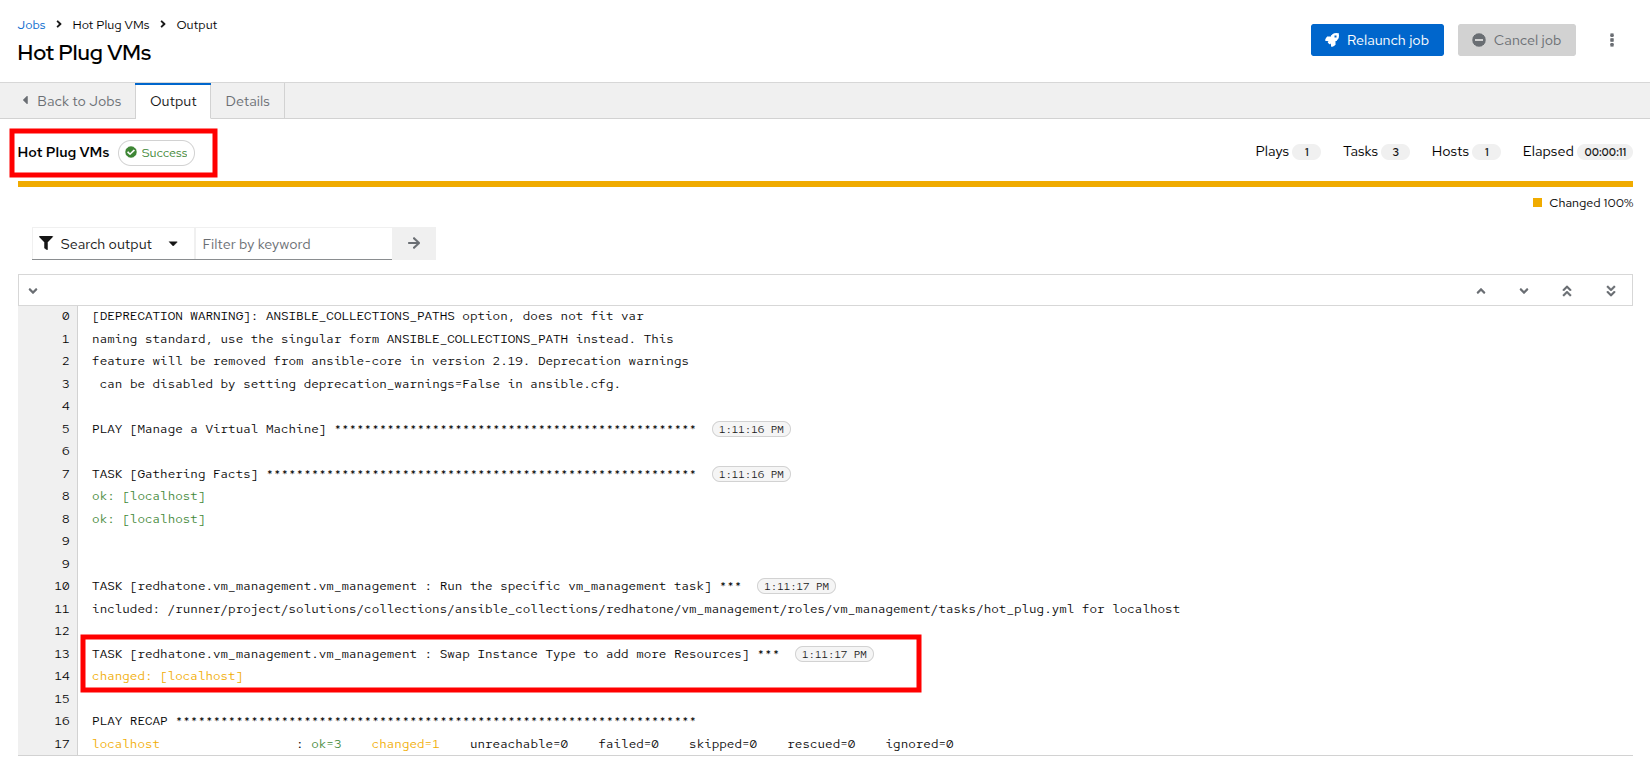 Jobs > Hot Plug VMs > Output
Hot Plug VMs
Relaunch job
Cancel job
Back to Jobs
Output
Details
Hot Plug VMs Success
Plays 1 Tasks 3 Hosts 1 Elapsed 00:00:11
Changed 100%
Search output
Filter by keyword
0 [DEPRECATION WARNING]: ANSIBLE_COLLECTIONS_PATHS option, does not fit var
1 naming standard, use the singular form ANSIBLE_COLLECTIONS_PATH instead. This
2 feature will be removed from ansible-core in version 2.19. Deprecation warnings
3 can be disabled by setting deprecation_warnings=False in ansible.cfg.
4
5 PLAY [Manage a Virtual Machine] ************************************************ 1:11:16 PM
6
7 TASK [Gathering Facts] ********************************************************* 1:11:16 PM
8 ok: [localhost]
8 ok: [localhost]
9
9
10 TASK [redhatone.vm_management.vm_management : Run the specific vm_management task] *** 1:11:17 PM
11 included: /runner/project/solutions/collections/ansible_collections/redhatone/vm_management/roles/vm_management/tasks/hot_plug.yml for localhost
12
13 TASK [redhatone.vm_management.vm_management : Swap Instance Type to add more Resources] *** 1:11:17 PM
14 changed: [localhost]
15
16 PLAY RECAP *********************************************************************
17 localhost : ok=3 changed=1 unreachable=0 failed=0 skipped=0 rescued=0 ignored=0